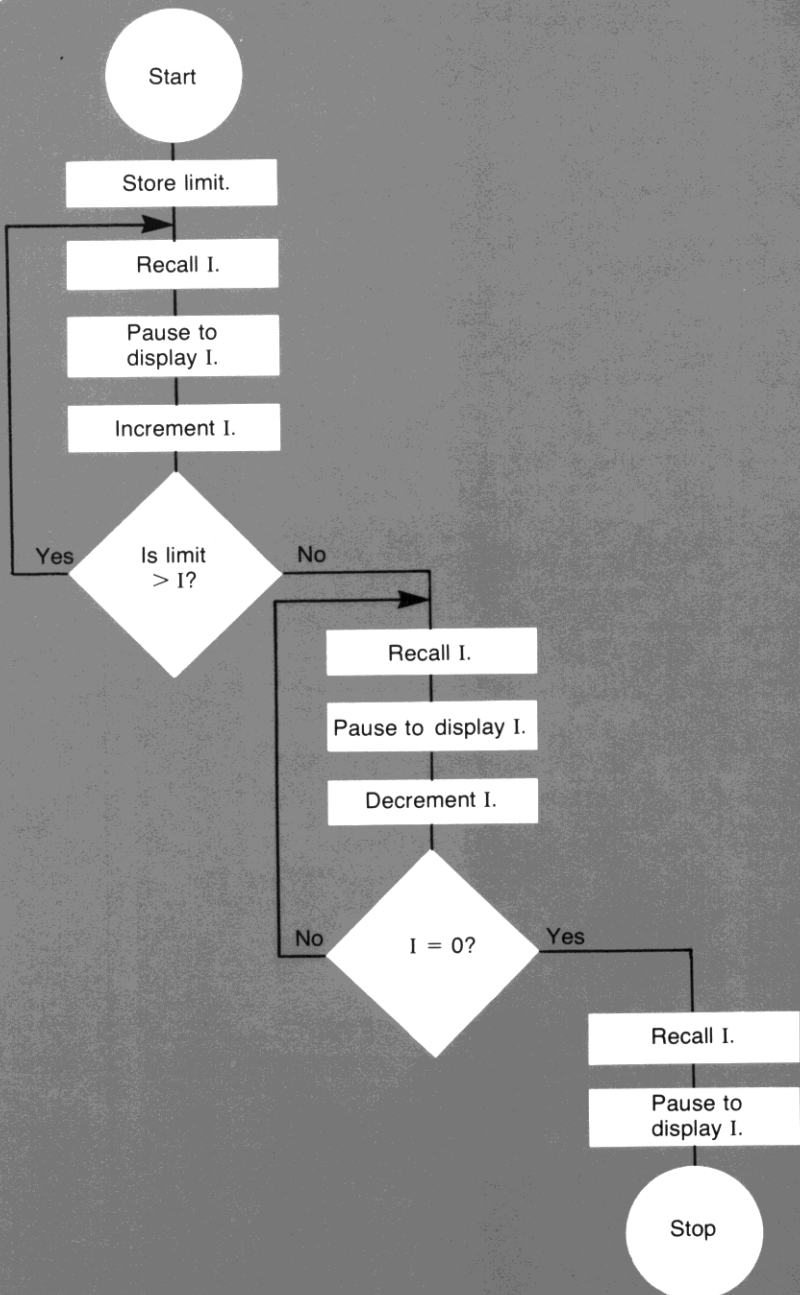 Start
Store limit.
Recall I.
Pause to
display I.
Increment I.
Is limit
> I?
Yes
No
Recall I.
Pause to display I.
Decrement I.
I = 0?
No
Yes
Recall I.
Pause to
display I.
Stop